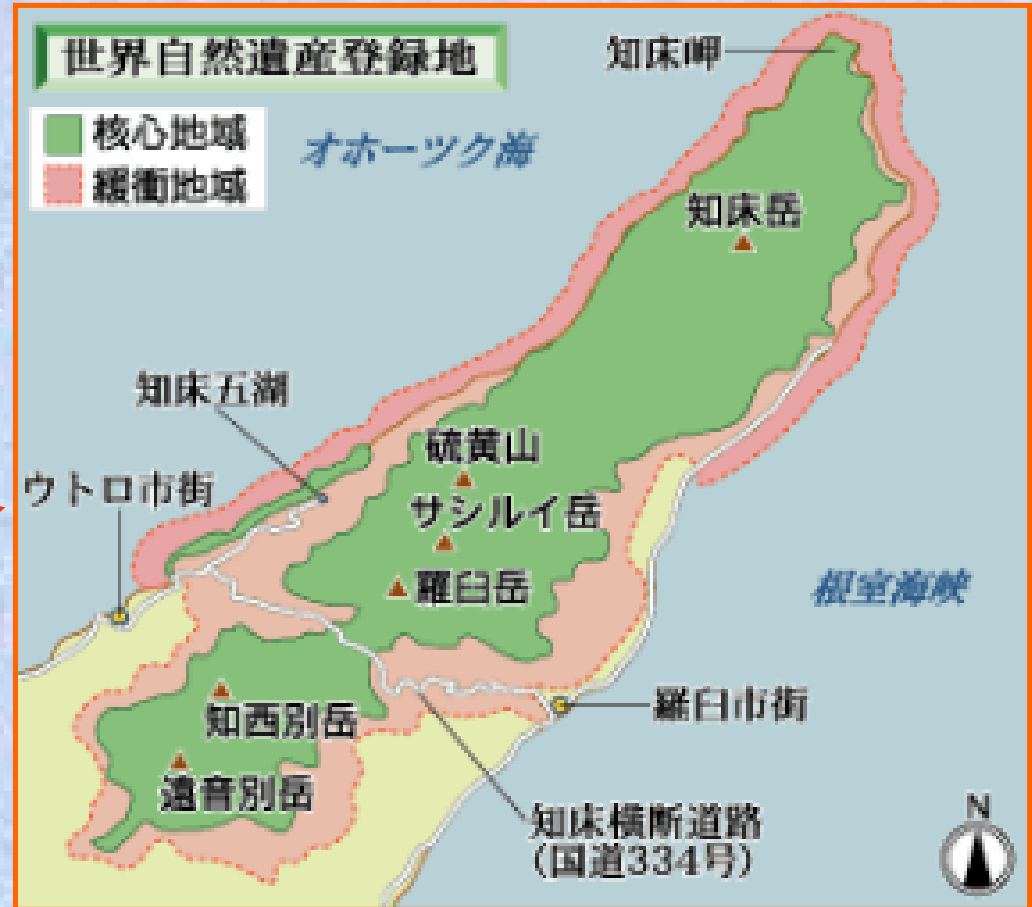 世界自然遺産登録地
核心地域
緩衝地域
オホーツク海
知床岬
知床岳
知床五湖
硫黄山
ウトロ市街
サシルイ岳
羅臼岳
根室海峡
知西別岳
羅臼市街
遠音別岳
知床横断道路
(国道334号)
N